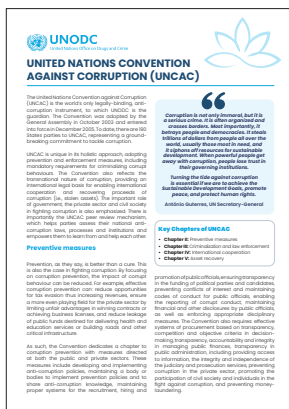 UNODC
United Nations Office on Drugs and Crime
UNITED NATIONS CONVENTION
AGAINST CORRUPTION (UNCAC)
The United Nations Convention against Corruption
(UNCAC) is the world's only legally-binding, anti-
corruption instrument, to which UNODC is the
guardian. The Convention was adopted by the
General Assembly in October 2003 and entered
into force in December 2005. To date, there are 190
States parties to UNCAC, representing a ground-
breaking commitment to tackle corruption.
UNCAC is unique in its holistic approach, adopting
prevention and enforcement measures, including
mandatory requirements for criminalizing corrupt
behaviours. The Convention also reflects the
transnational nature of corruption, providing an
international legal basis for enabling international
cooperation and recovering proceeds of
corruption (i.e., stolen assets). The important role of
government, the private sector and civil society
in fighting corruption is also emphasized. There is
importantly the UNCAC peer review mechanism,
which helps parties assess their national anti-
corruption laws, processes and institutions and
empowers them to learn from and help each other.
Preventive measures
Prevention, as they say, is better than a cure. This is
also the case in fighting corruption. By focusing
on corruption prevention, the impact of corrupt
behaviour can be reduced. For example, effective
corruption prevention can reduce opportunities
for tax evasion thus increasing revenues, ensure
a more even playing field for the private sector by
limiting unfair advantages in winning contracts or
achieving business licences, and reduce leakage
of public funds destined for delivering health and
education services or building roads and other
critical infrastructure.
As such, the Convention dedicates a chapter to
corruption prevention with measures directed
at both the public and private sectors. These
measures include developing and implementing
anti-corruption policies, maintaining a body or
bodies to implement prevention policies and to
share anti-corruption knowledge, maintaining
proper systems for the recruitment, hiring and
Corruption is not only immoral, but it is
a serious crime. It is often organized and
crosses borders. Most importantly, it
betrays people and democracies. It steals
trillions of dollars from people all over the
world, usually those most in need, and
it siphons off resources for sustainable
development. When powerful people get
away with corruption, people lose trust in
their governing institutions.
Turning the tide against corruption
is essential if we are to achieve the
Sustainable Development Goals, promote
peace, and protect human rights.
António Guterres, UN Secretary-General
Key Chapters of UNCAC
• Chapter II: Preventive measures
• Chapter III: Criminalization and law enforcement
• Chapter IV: International cooperation
• Chapter V: Asset recovery
promotion of public officials, ensuring transparency
in the funding of political parties and candidates,
preventing conflicts of interest and maintaining
codes of conduct for public officials, enabling
the reporting of corrupt conduct, maintaining
finances and other disclosures by public officials,
as well as enforcing appropriate disciplinary
measures. The Convention also requires effective
systems of procurement based on transparency,
competition and objective criteria in decision-
making, transparency, accountability and integrity
in managing public finances, transparency in
public administration, including providing access
to information, the integrity and independence of
the judiciary and prosecution services, preventing
corruption in the private sector, promoting the
participation of civil society and individuals in the
fight against corruption, and preventing money-
laundering.